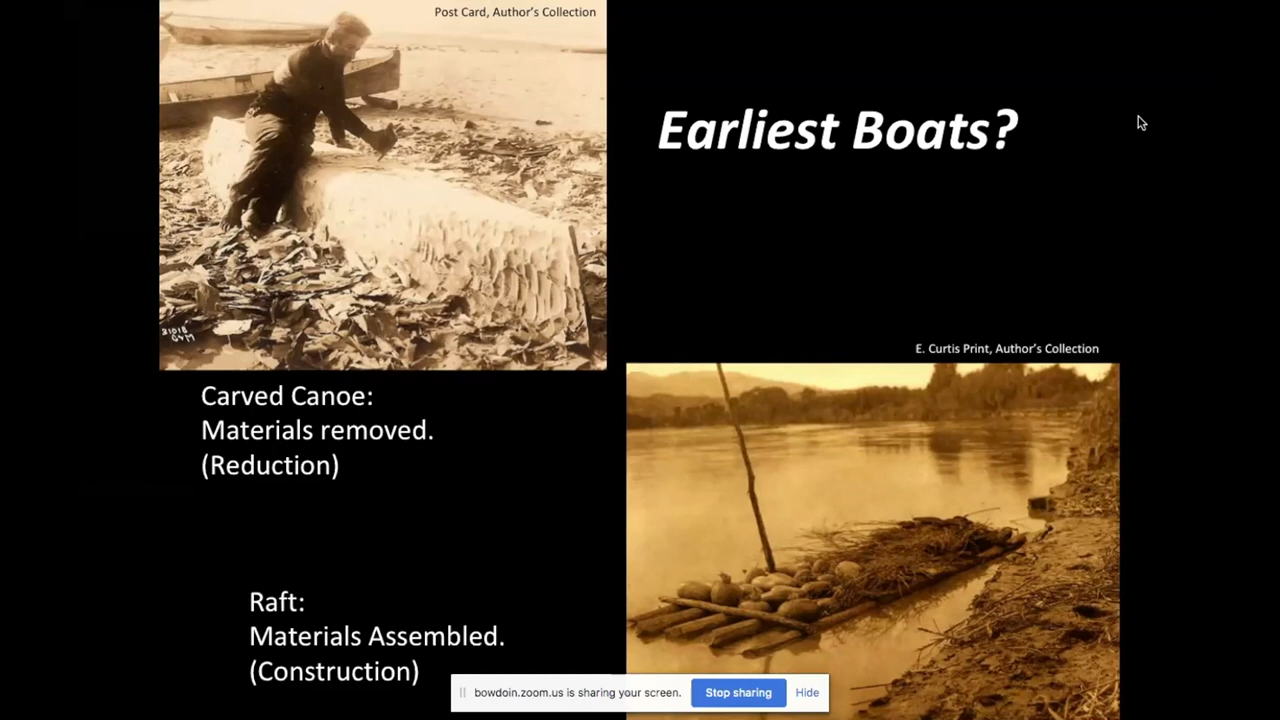 Post Card, Author's Collection
Earliest Boats?
31018
E. Curtis Print, Author's Collection
Carved Canoe:
Materials removed.
(Reduction)
Raft:
Materials Assembled.
(Construction)
bowdoin.zoom.us is sharing your screen.
Stop sharing
Hide